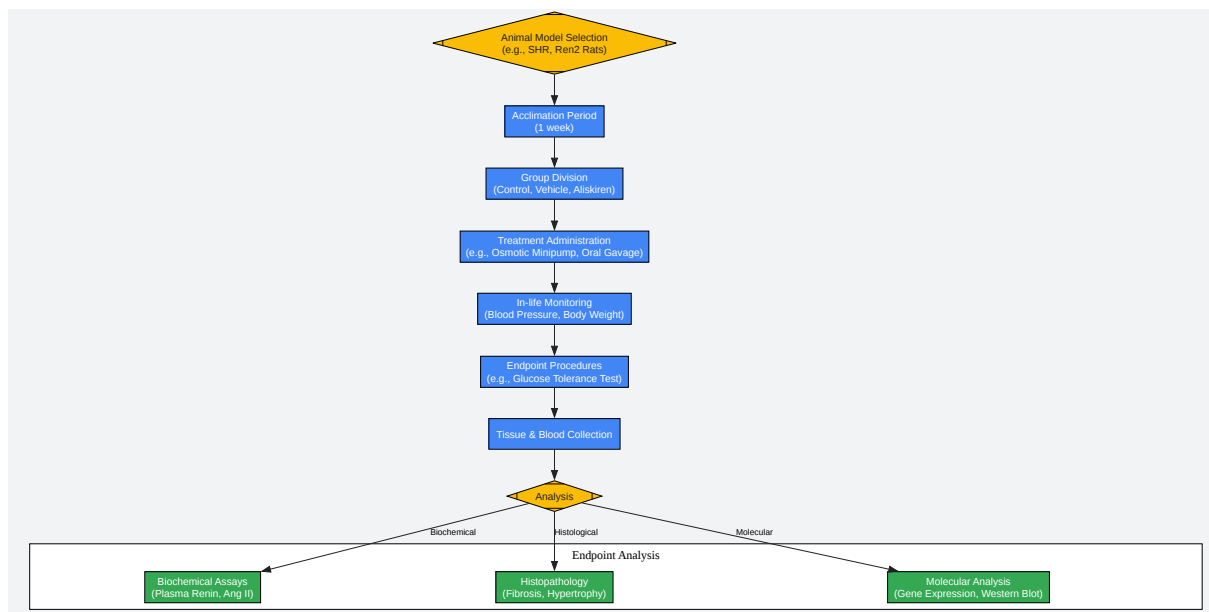 Animal Model Selection
(e.g., SHR, Ren2 Rats)
Acclimation Period
(1 week)
Group Division
(Control, Vehicle, Aliskiren)
Treatment Administration
(e.g., Osmotic Minipump, Oral Gavage)
In-life Monitoring
(Blood Pressure, Body Weight)
Endpoint Procedures
(e.g., Glucose Tolerance Test)
Tissue & Blood Collection
Analysis
Biochemical
Histological
Molecular
Endpoint Analysis
Biochemical Assays
(Plasma Renin, Ang II)
Histopathology
(Fibrosis, Hypertrophy)
Molecular Analysis
(Gene Expression, Western Blot)